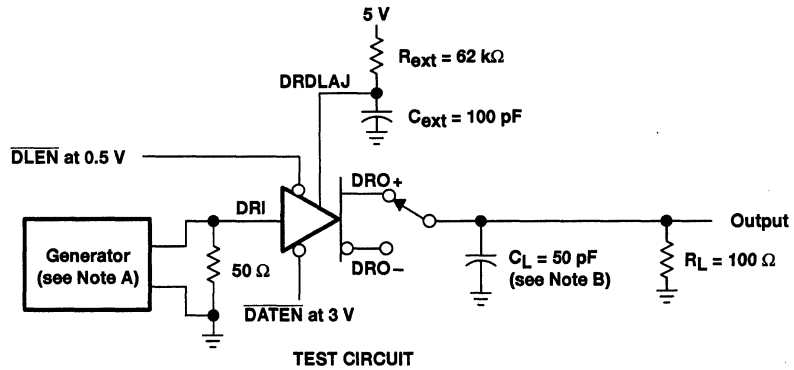 5 V
Rext = 62 kΩ
DRDLAJ
Cext = 100 pF
DLEN at 0.5 V
DRO+
DRI
Output
Generator
(see Note A)
50 Ω
CL = 50 pF
(see Note B)
RL = 100 Ω
DRO−
DATEN at 3 V
TEST CIRCUIT